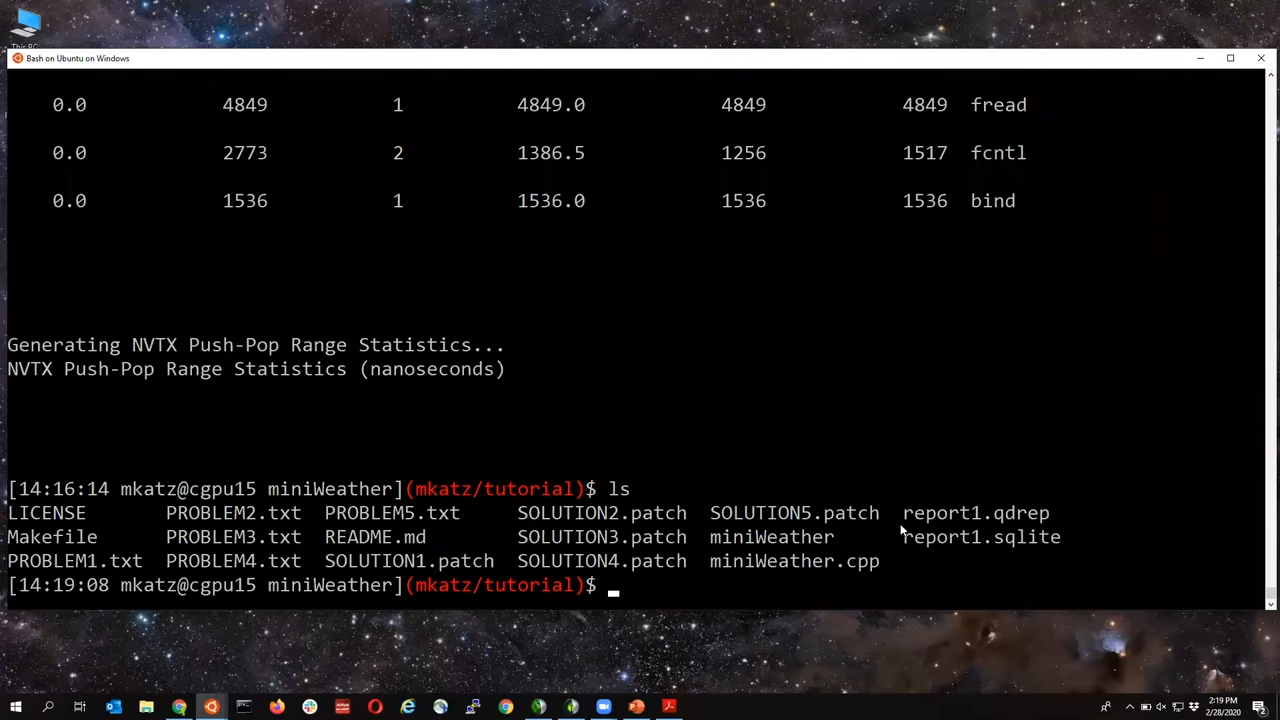 This PC
Bash on Ubuntu on Windows
0.0 4849 1 4849.0 4849 4849 fread
0.0 2773 2 1386.5 1256 1517 fcntl
0.0 1536 1 1536.0 1536 1536 bind
Generating NVTX Push-Pop Range Statistics...
NVTX Push-Pop Range Statistics (nanoseconds)
[14:16:14 mkatz@cgpu15 miniWeather](mkatz/tutorial)$ ls
LICENSE PROBLEM2.txt PROBLEM5.txt SOLUTION2.patch SOLUTION5.patch report1.qdrep
Makefile PROBLEM3.txt README.md SOLUTION3.patch miniWeather report1.sqlite
PROBLEM1.txt PROBLEM4.txt SOLUTION1.patch SOLUTION4.patch miniWeather.cpp
[14:19:08 mkatz@cgpu15 miniWeather](mkatz/tutorial)$
2:19 PM
2/28/2020